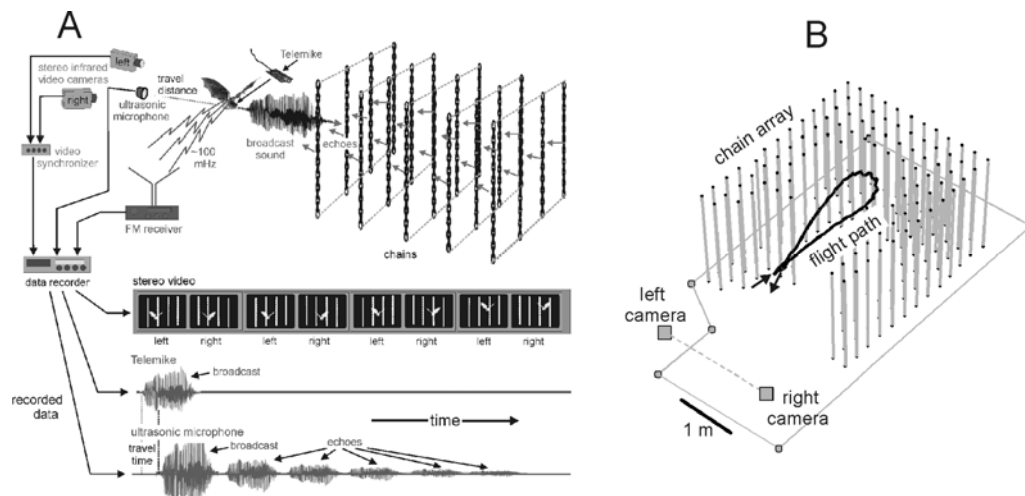 A
stereo infrared
video cameras
left
right
travel
distance
ultrasonic
microphone
Telemike
video
synchronizer
~100
mHz
broadcast
sound
echoes
FM receiver
chains
data recorder
stereo video
left
right
left
right
left
right
left
right
Telemike
broadcast
recorded
data
time
ultrasonic microphone
travel
time
broadcast
echoes
B
chain array
flight path
left
camera
right
camera
1 m